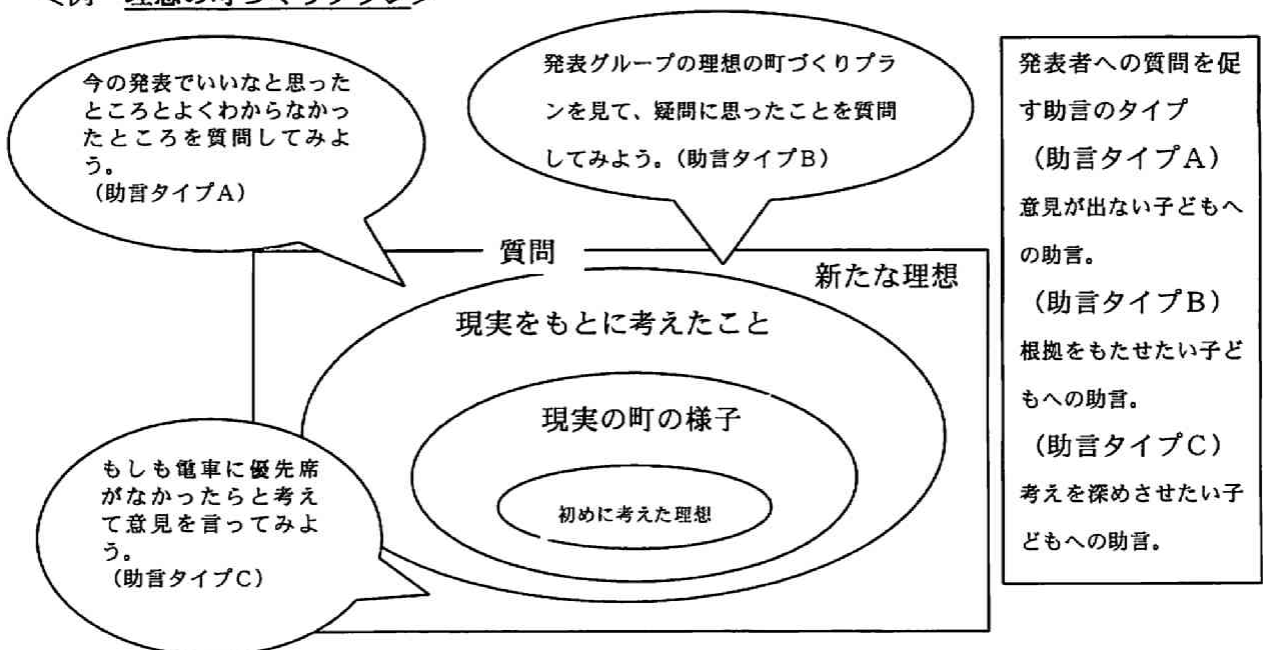 今の発表でいいなと思った
ところとよくわからなかっ
たところを質問してみよ
う。
(助言タイプA)
発表グループの理想の町づくりプラ
ンを見て、疑問に思ったことを質問
してみよう。(助言タイプB)
発表者への質問を促
す助言のタイプ
(助言タイプA)
意見が出ない子どもへ
の助言。
(助言タイプB)
根拠をもたせたい子ど
もへの助言。
(助言タイプC)
考えを深めさせたい子
どもへの助言。
質問
新たな理想
現実をもとに考えたこと
現実の町の様子
初めに考えた理想
もしも電車に優先席
がなかったらと考え
て意見を言ってみよ
う。
(助言タイプC)